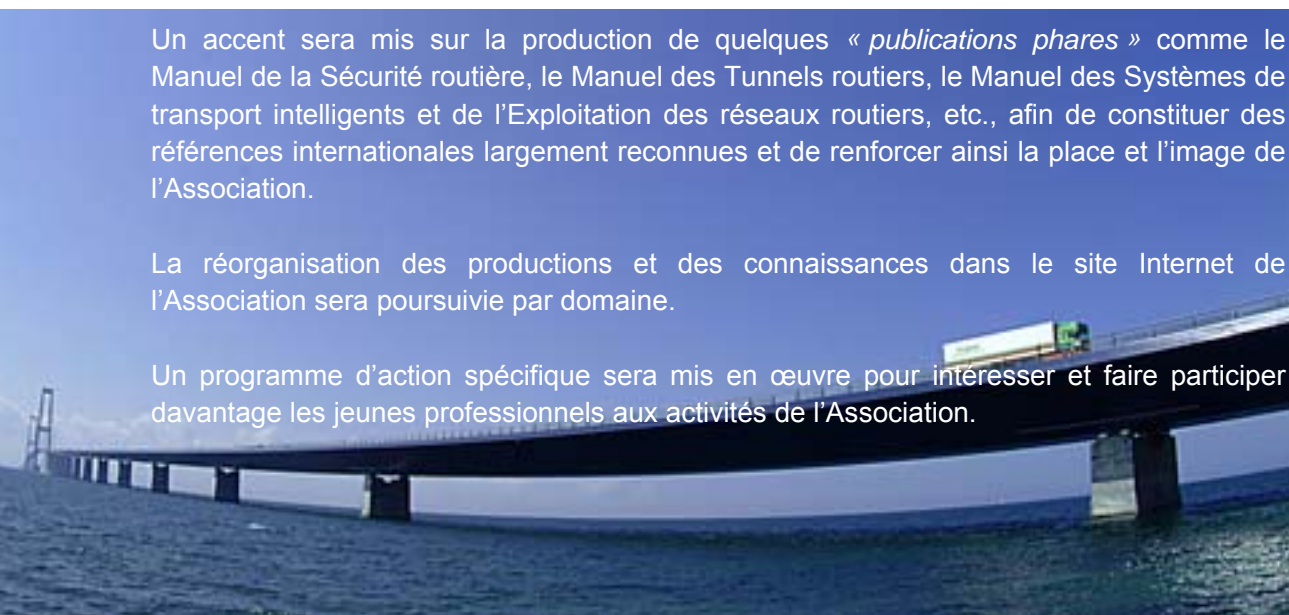 Un accent sera mis sur la production de quelques « publications phares » comme le
Manuel de la Sécurité routière, le Manuel des Tunnels routiers, le Manuel des Systèmes de
transport intelligents et de l’Exploitation des réseaux routiers, etc., afin de constituer des
références internationales largement reconnues et de renforcer ainsi la place et l’image de
l’Association.
La réorganisation des productions et des connaissances dans le site Internet de
l’Association sera poursuivie par domaine.
Un programme d’action spécifique sera mis en œuvre pour intéresser et faire participer
davantage les jeunes professionnels aux activités de l’Association.